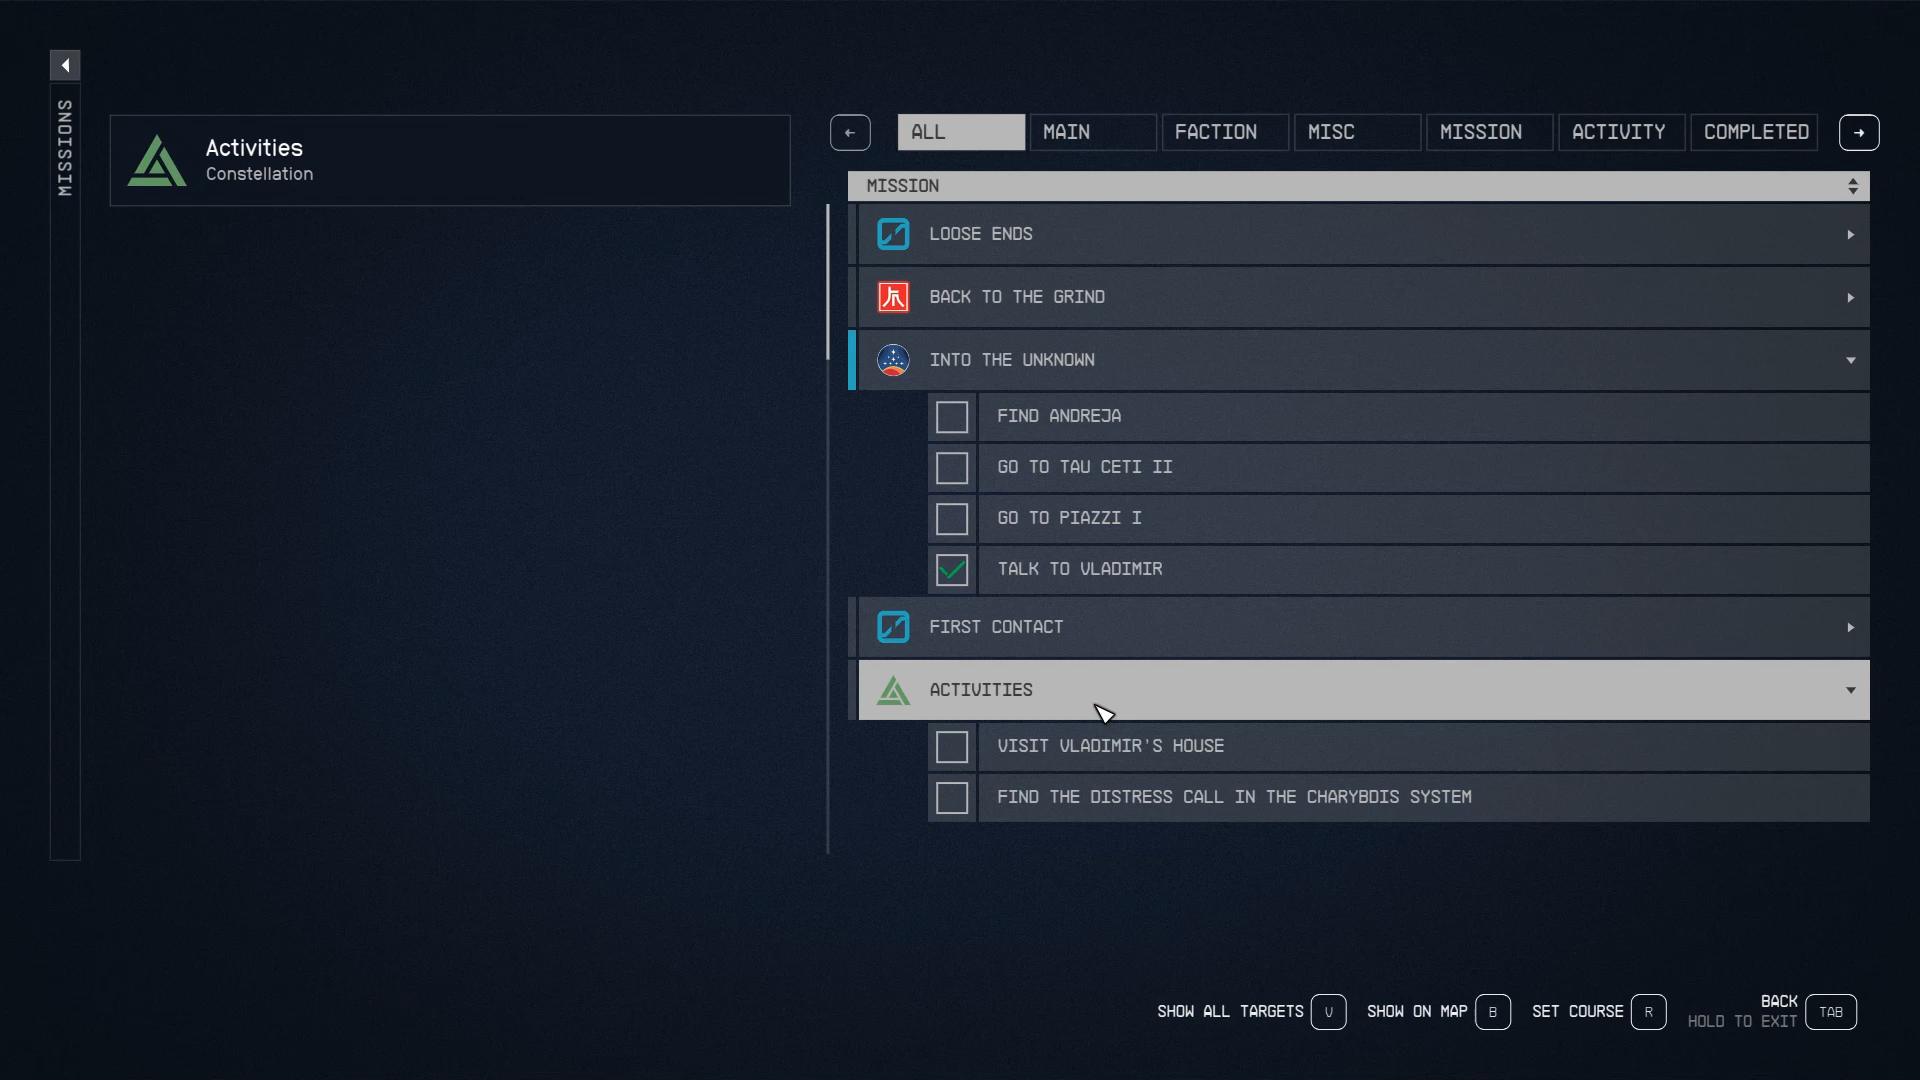 MISSIONS
Activities
Constellation
ALL
MAIN
FACTION
MISC
MISSION
ACTIVITY
COMPLETED
MISSION
LOOSE ENDS
BACK TO THE GRIND
INTO THE UNKNOWN
FIND ANDREJA
GO TO TAU CETI II
GO TO PIAZZI I
TALK TO VLADIMIR
FIRST CONTACT
ACTIVITIES
VISIT VLADIMIR'S HOUSE
FIND THE DISTRESS CALL IN THE CHARYBDIS SYSTEM
SHOW ALL TARGETS V
SHOW ON MAP B
SET COURSE R
BACK
HOLD TO EXIT
TAB